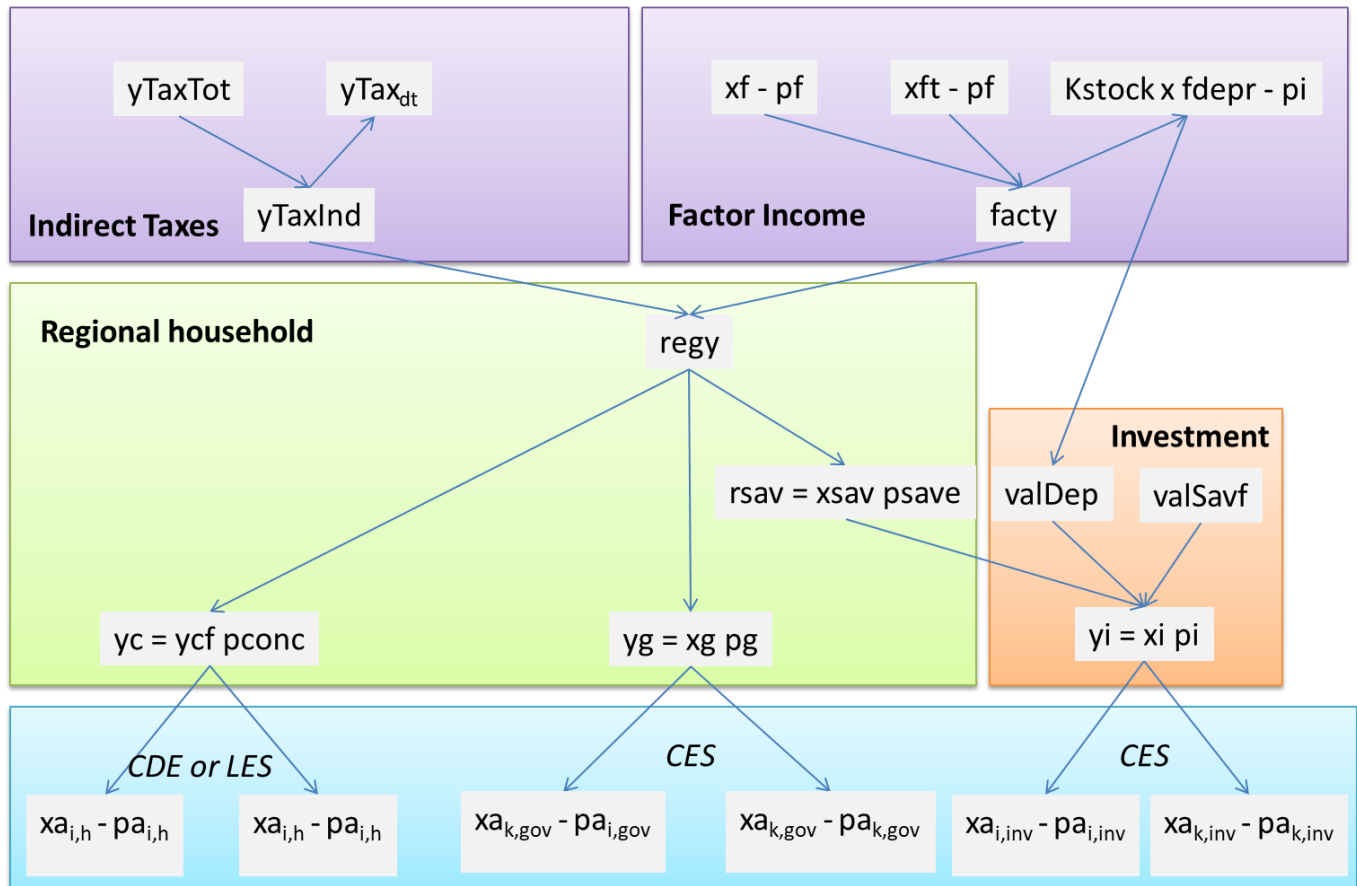 yTaxTot
yTax_dt
yTaxInd
Indirect Taxes
xf - pf
xft - pf
Kstock x fdepr - pi
facty
Factor Income
Regional household
regy
rsav = xsav psave
Investment
valDep
valSavf
yc = ycf pconc
yg = xg pg
yi = xi pi
CDE or LES
CES
CES
xa_i,h - pa_i,h
xa_i,h - pa_i,h
xa_k,gov - pa_i,gov
xa_k,gov - pa_k,gov
xa_i,inv - pa_i,inv
xa_k,inv - pa_k,inv